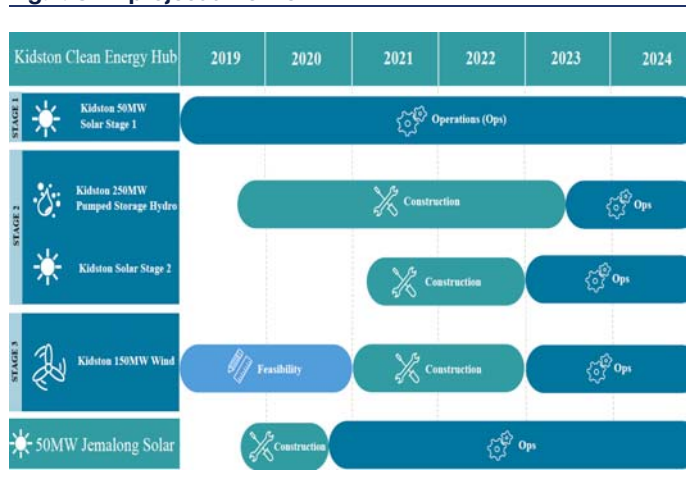 Kidston Clean Energy Hub 2019 2020 2021 2022 2023 2024
STAGE 1
Kidston 50MW
Solar Stage 1
Operations (Ops)
STAGE 2
Kidston 250MW
Pumped Storage Hydro
Construction
Ops
Kidston Solar Stage 2
Construction
Ops
STAGE 3
Kidston 150MW Wind
Feasibility
Construction
Ops
50MW Jemalong Solar
Construction
Ops